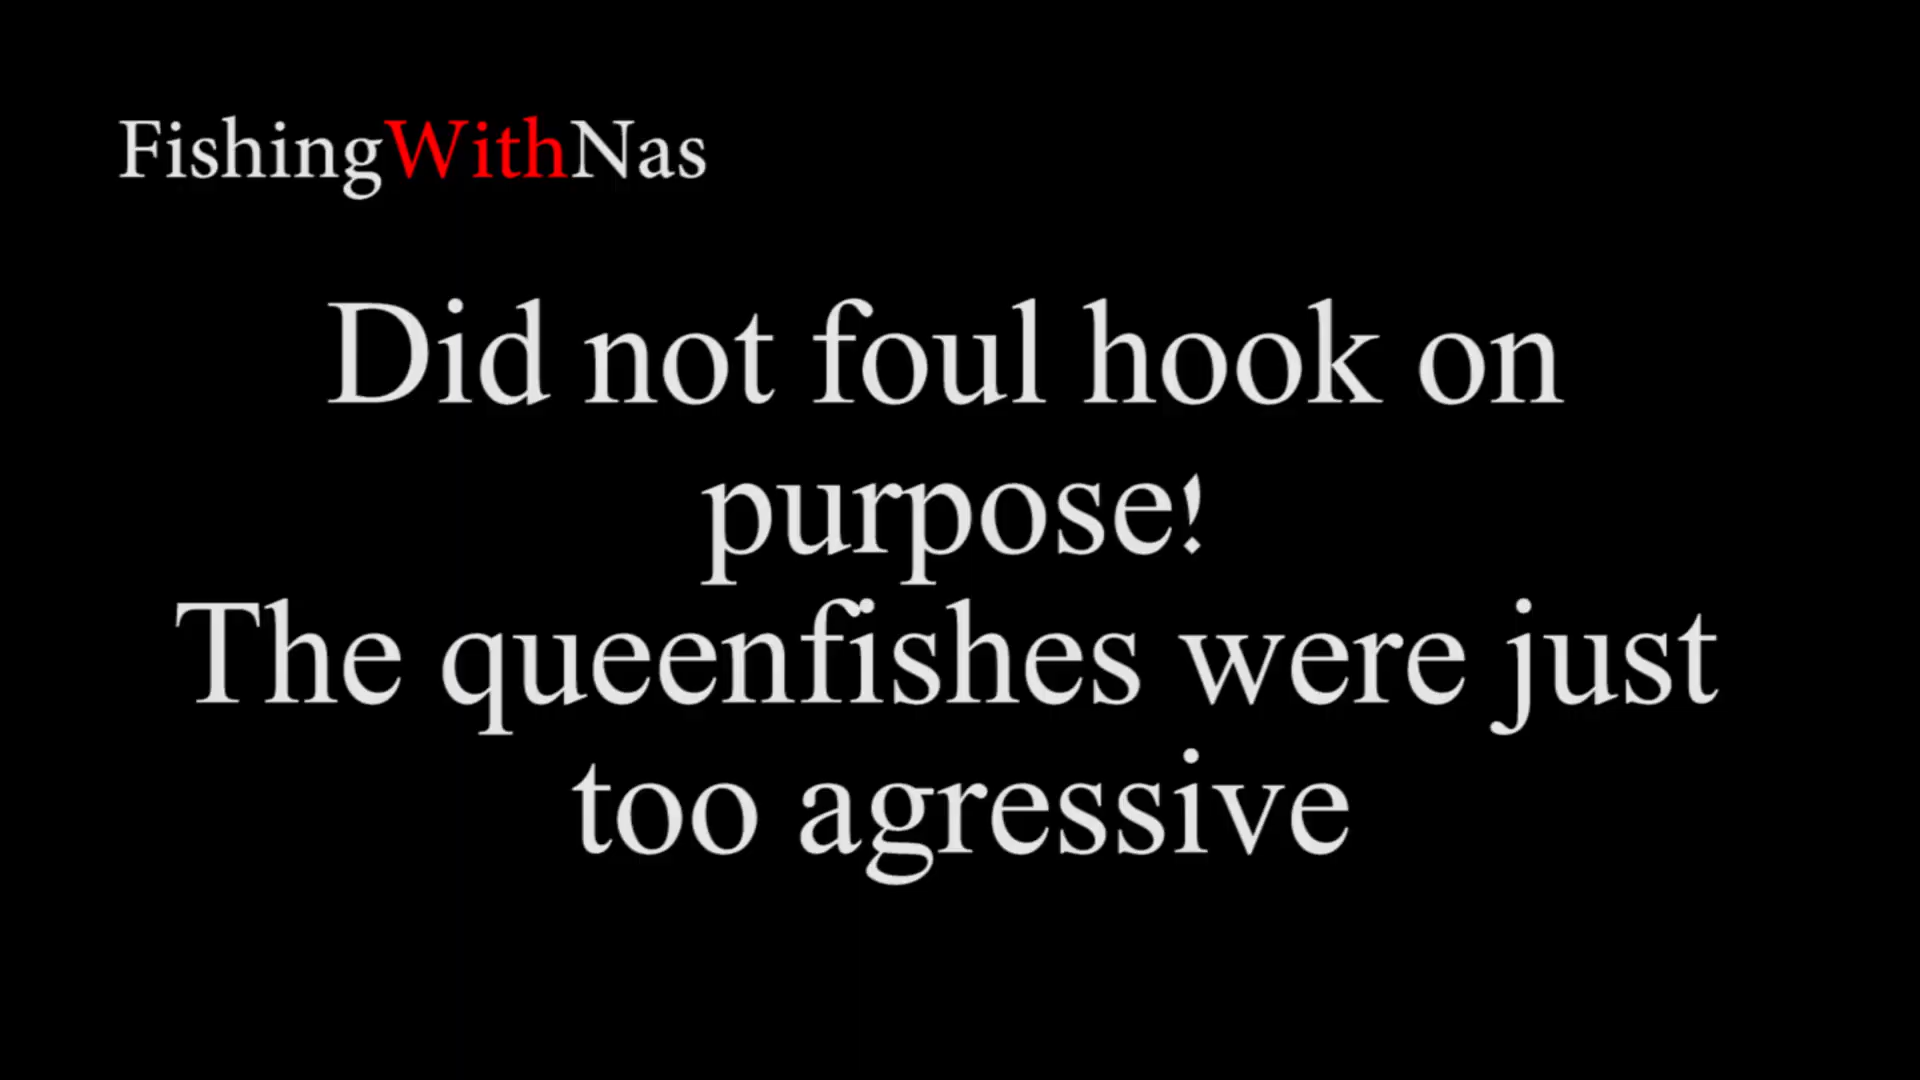 FishingWithNas
Did not foul hook on
purpose!
The queenfishes were just
too agressive